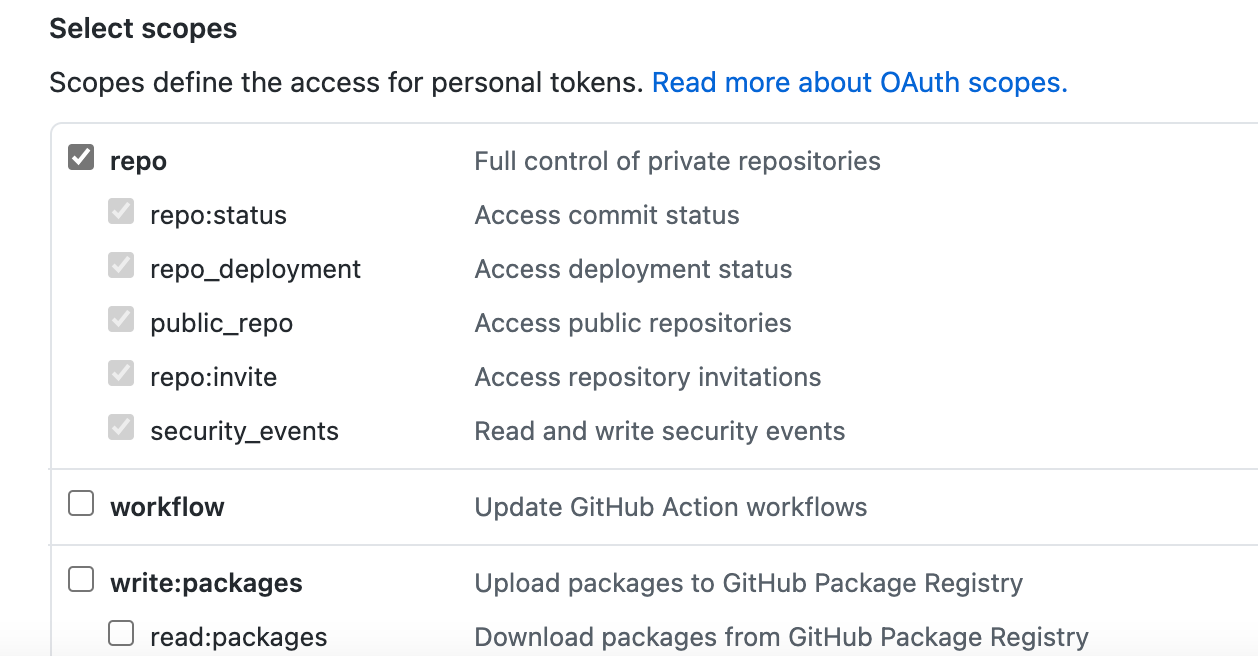 Select scopes
Scopes define the access for personal tokens. Read more about OAuth scopes.
repo Full control of private repositories
repo:status Access commit status
repo_deployment Access deployment status
public_repo Access public repositories
repo:invite Access repository invitations
security_events Read and write security events
workflow Update GitHub Action workflows
write:packages Upload packages to GitHub Package Registry
read:packages Download packages from GitHub Package Registry